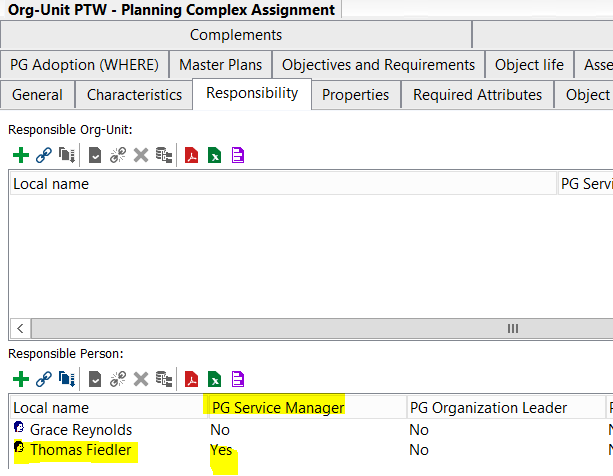 Org-Unit PTW - Planning Complex Assignment
Complements
PG Adoption (WHERE) Master Plans Objectives and Requirements Object life Asse
General Characteristics Responsibility Properties Required Attributes Object
Responsible Org-Unit:
Local name PG Servi
Responsible Person:
Local name PG Service Manager PG Organization Leader
Grace Reynolds No No
Thomas Fiedler Yes No